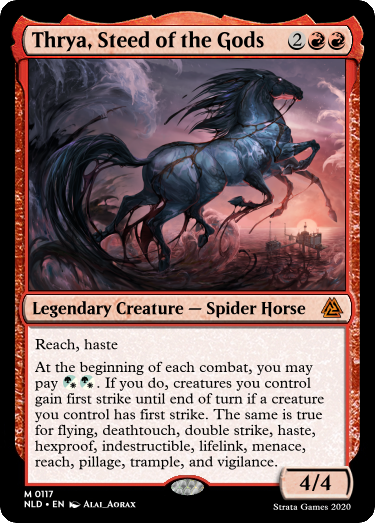 Thrya, Steed of the Gods 2
Legendary Creature — Spider Horse
Reach, haste
At the beginning of each combat, you may
pay . If you do, creatures you control
gain first strike until end of turn if a creature
you control has first strike. The same is true
for flying, deathtouch, double strike, haste,
hexproof, indestructible, lifelink, menace,
reach, pillage, trample, and vigilance.
4/4
M 0117
NLD • EN Alai_Aorax
Strata Games 2020